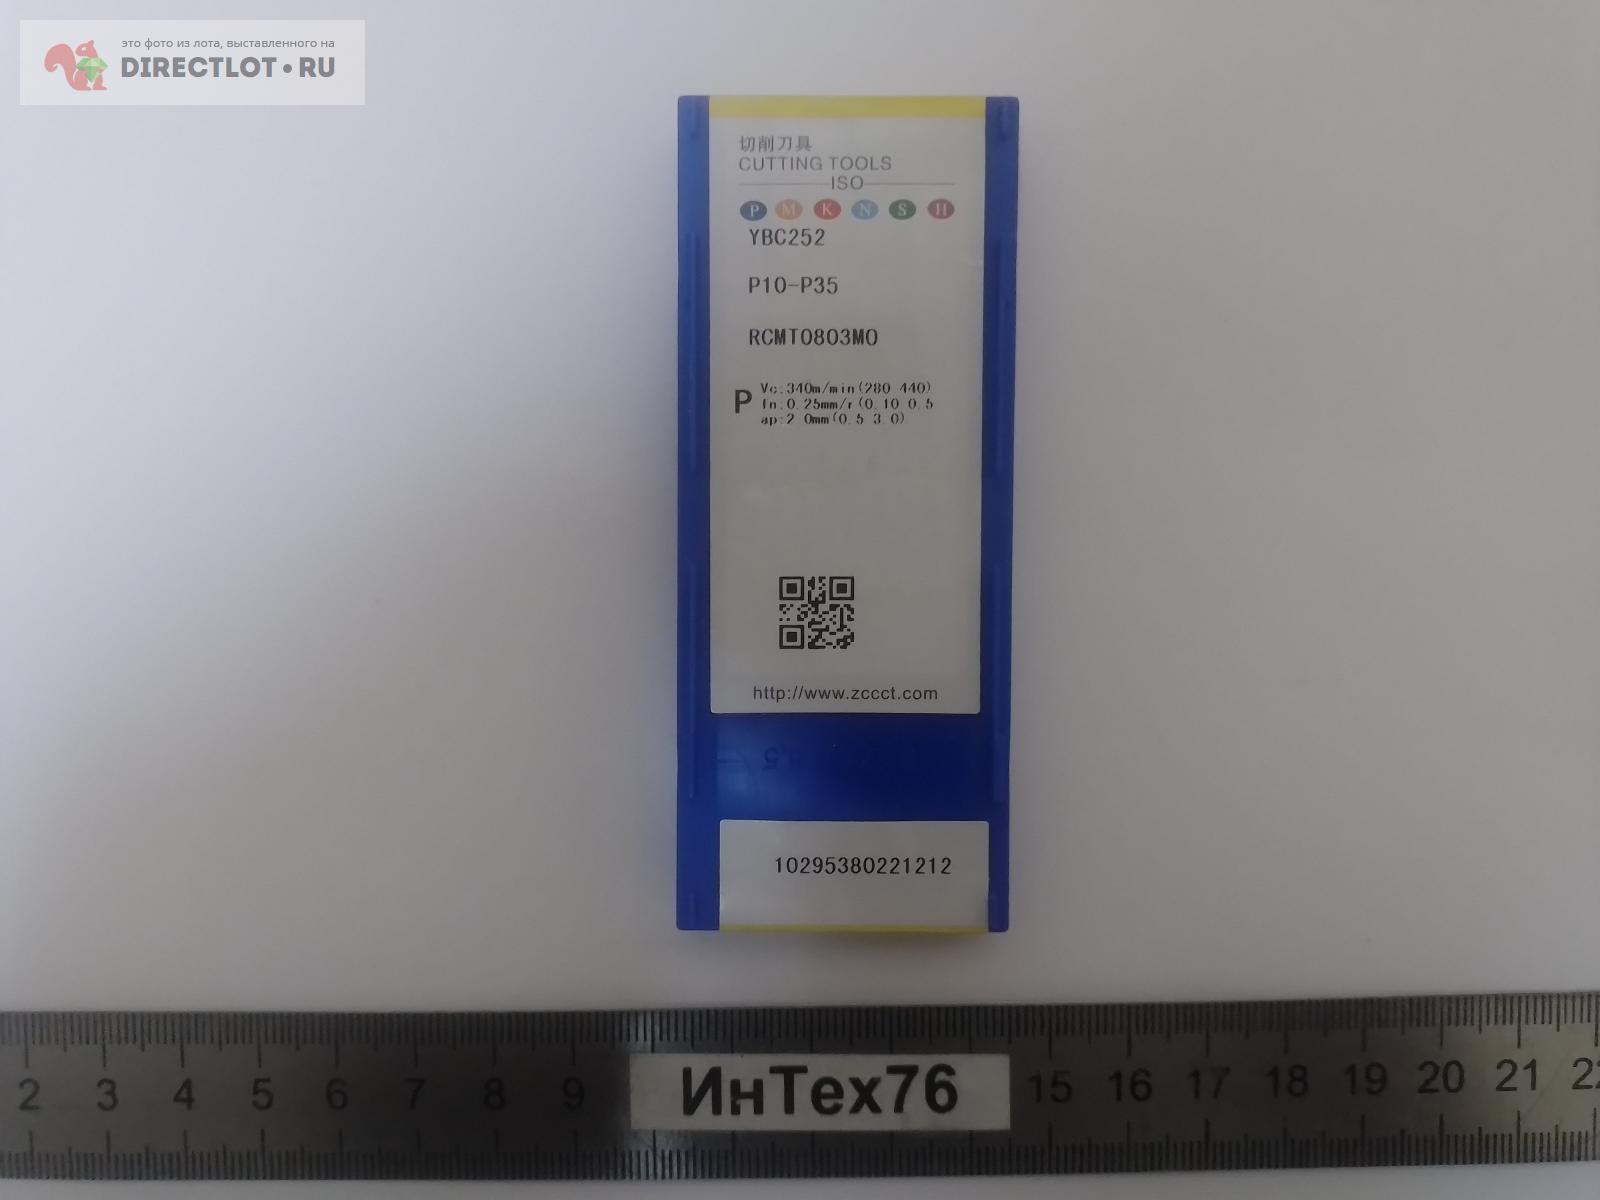 это фото из лота, выставленного на
DIRECTLOT.RU
切削刀具
CUTTING TOOLS
ISO
P M K N S H
YBC252
P10-P35
RCMT0803MO
P
Vc:340m/min(280 440)
fn:0.25mm/r(0.10 0.5
ap:2 0mm(0.5 3.0)
http://www.zccct.com
10295380221212
2 3 4 5 6 7 8 9 15 16 17 18 19 20 21 22
ИнТех76